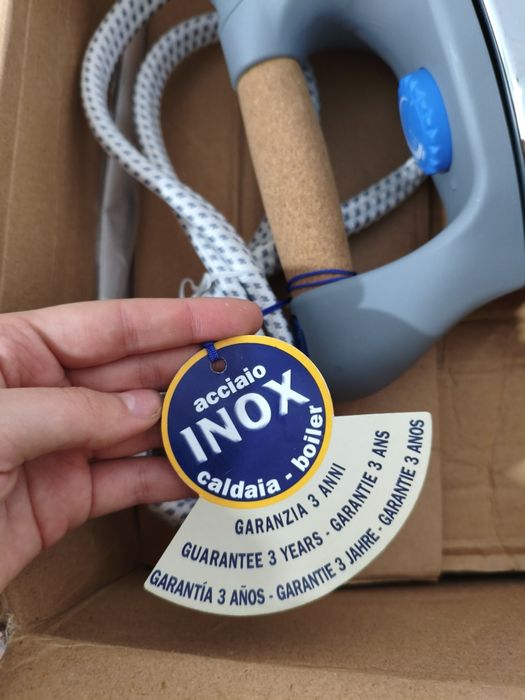 acciaio
INOX
caldaia - boiler
GARANZIA 3 ANNI
GUARANTEE 3 YEARS - GARANTIE 3 ANS
GARANTÍA 3 AÑOS - GARANTIE 3 JAHRE - GARANTIE 3 ANOS